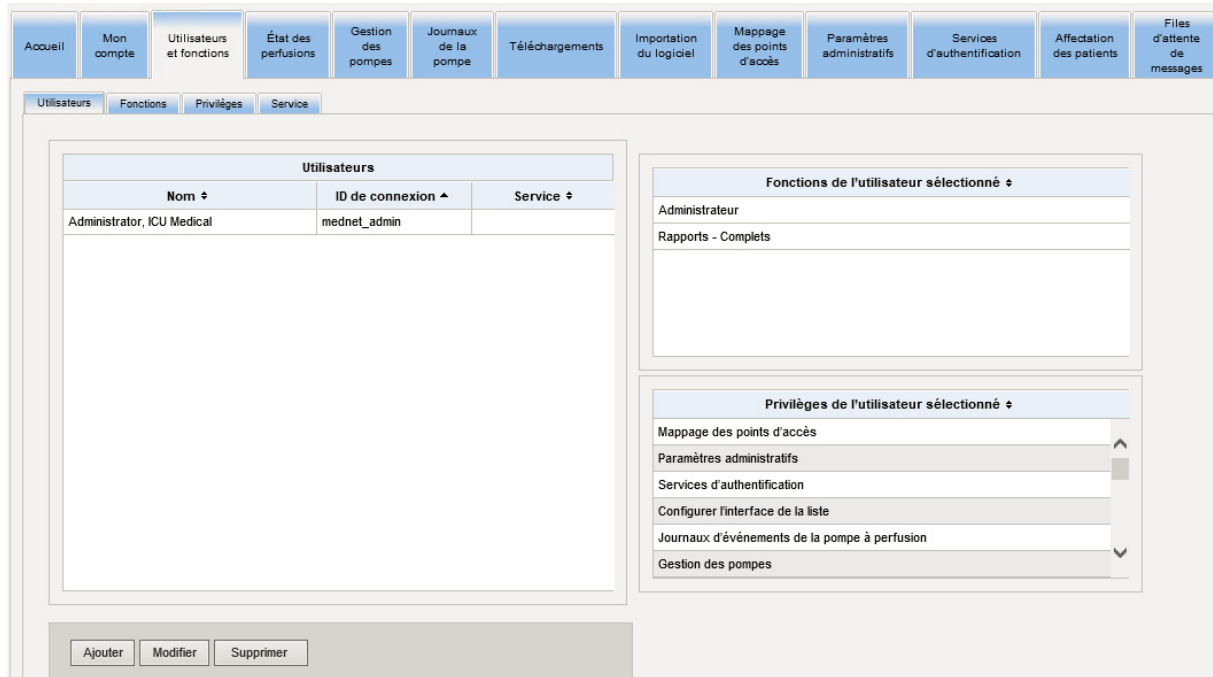 Accueil
Mon
compte
Utilisateurs
et fonctions
État des
perfusions
Gestion
des
pompes
Journaux
de la
pompe
Téléchargements
Importation
du logiciel
Mappage
des points
d'accès
Paramètres
administratifs
Services
d'authentification
Affectation
des patients
Files
d'attente
de
messages
Utilisateurs
Fonctions
Privilèges
Service
Utilisateurs
Nom
ID de connexion
Service
Administrator, ICU Medical
mednet_admin
Fonctions de l'utilisateur sélectionné
Administrateur
Rapports - Complets
Privilèges de l'utilisateur sélectionné
Mappage des points d'accès
Paramètres administratifs
Services d'authentification
Configurer l'interface de la liste
Journaux d'événements de la pompe à perfusion
Gestion des pompes
Ajouter
Modifier
Supprimer